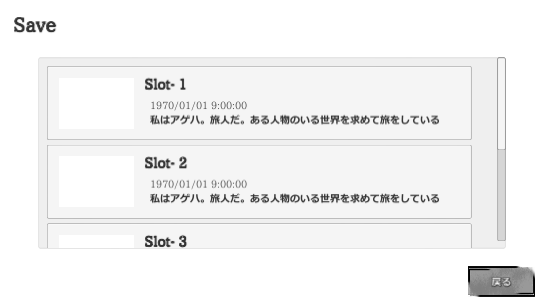 Save
Slot- 1
1970/01/01 9:00:00
私はアゲハ。旅人だ。ある人物のいる世界を求めて旅をしている
Slot- 2
1970/01/01 9:00:00
私はアゲハ。旅人だ。ある人物のいる世界を求めて旅をしている
Slot- 3
戻る